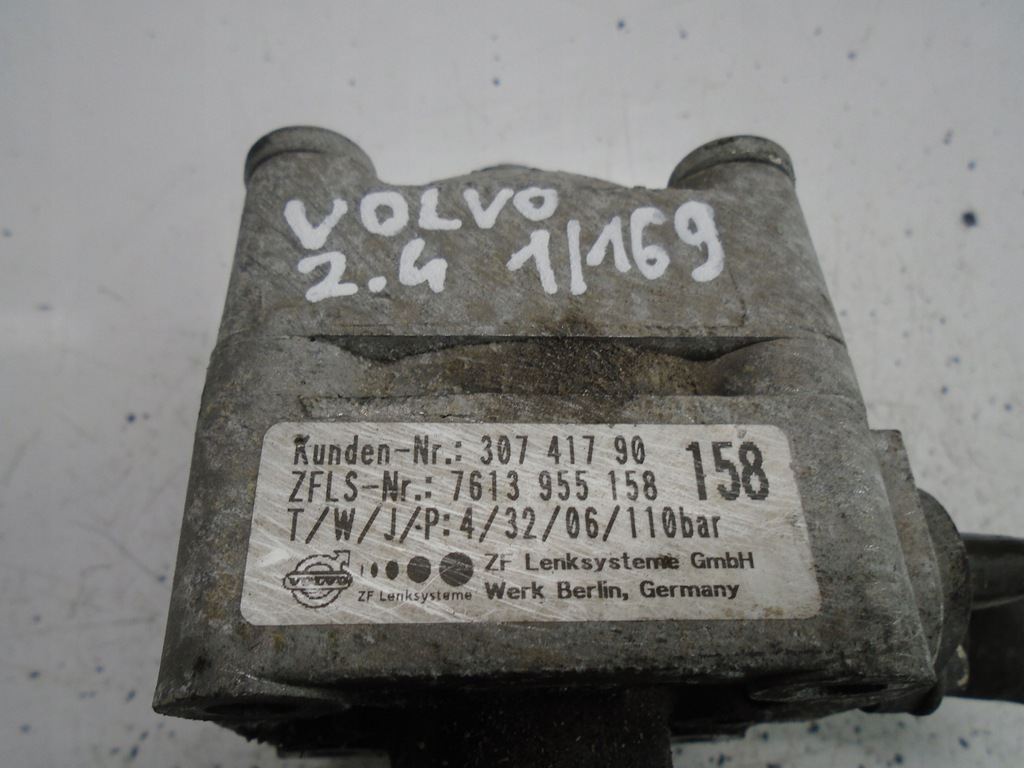 VOLVO
2.4 1/169
Kunden-Nr.: 307 417 90 158
ZFLS-Nr.: 7613 955 158
T/W/J/P:4/32/06/110bar
VOLVO ZF Lenksysteme ZF Lenksysteme GmbH
Werk Berlin, Germany